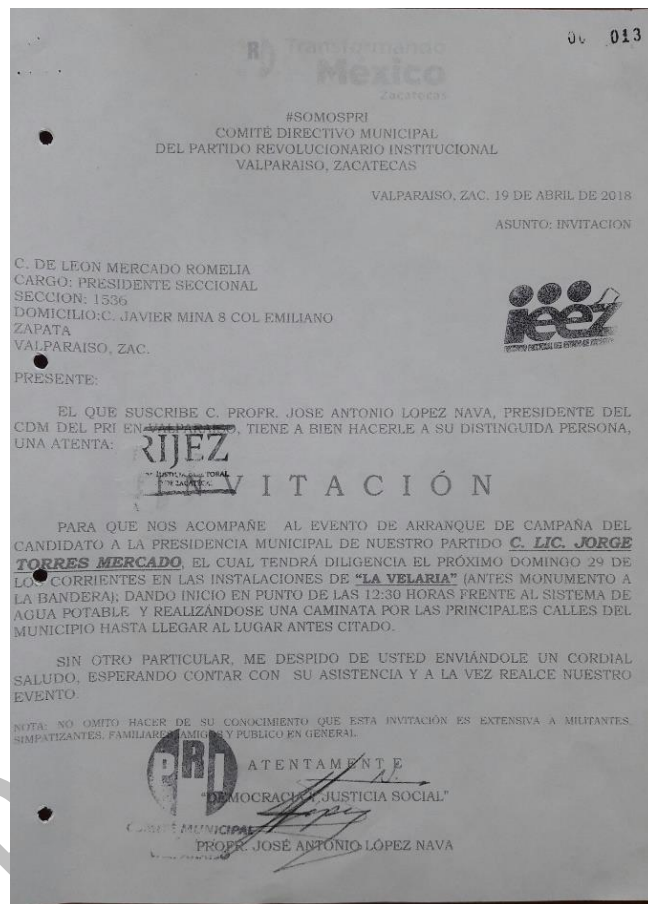 013
PRI Transformando
México
Zacatecas
#SOMOSPRI
COMITÉ DIRECTIVO MUNICIPAL
DEL PARTIDO REVOLUCIONARIO INSTITUCIONAL
VALPARAISO, ZACATECAS
VALPARAISO, ZAC. 19 DE ABRIL DE 2018
ASUNTO: INVITACION
C. DE LEON MERCADO ROMELIA
CARGO: PRESIDENTE SECCIONAL
SECCION: 1536
DOMICILIO:C. JAVIER MINA 8 COL EMILIANO
ZAPATA
VALPARAISO, ZAC.
ieez
PRESENTE:
EL QUE SUSCRIBE C. PROFR. JOSE ANTONIO LOPEZ NAVA, PRESIDENTE DEL
CDM DEL PRI EN VALPARAISO, TIENE A BIEN HACERLE A SU DISTINGUIDA PERSONA,
UNA ATENTA:
RIJEZ
INVITACIÓN
PARA QUE NOS ACOMPAÑE AL EVENTO DE ARRANQUE DE CAMPAÑA DEL
CANDIDATO A LA PRESIDENCIA MUNICIPAL DE NUESTRO PARTIDO C. LIC. JORGE
TORRES MERCADO, EL CUAL TENDRÁ DILIGENCIA EL PRÓXIMO DOMINGO 29 DE
LOS CORRIENTES EN LAS INSTALACIONES DE "LA VELARIA" (ANTES MONUMENTO A
LA BANDERA); DANDO INICIO EN PUNTO DE LAS 12:30 HORAS FRENTE AL SISTEMA DE
AGUA POTABLE Y REALIZÁNDOSE UNA CAMINATA POR LAS PRINCIPALES CALLES DEL
MUNICIPIO HASTA LLEGAR AL LUGAR ANTES CITADO.
SIN OTRO PARTICULAR, ME DESPIDO DE USTED ENVIÁNDOLE UN CORDIAL
SALUDO, ESPERANDO CONTAR CON SU ASISTENCIA Y A LA VEZ REALCE NUESTRO
EVENTO.
NOTA: NO OMITO HACER DE SU CONOCIMIENTO QUE ESTA INVITACIÓN ES EXTENSIVA A MILITANTES,
SIMPATIZANTES, FAMILIARES, AMIGOS Y PUBLICO EN GENERAL.
PRI
ATENTAMENTE
"DEMOCRACIA Y JUSTICIA SOCIAL"
COMITÉ MUNICIPAL
PROFR. JOSÉ ANTONIO LÓPEZ NAVA